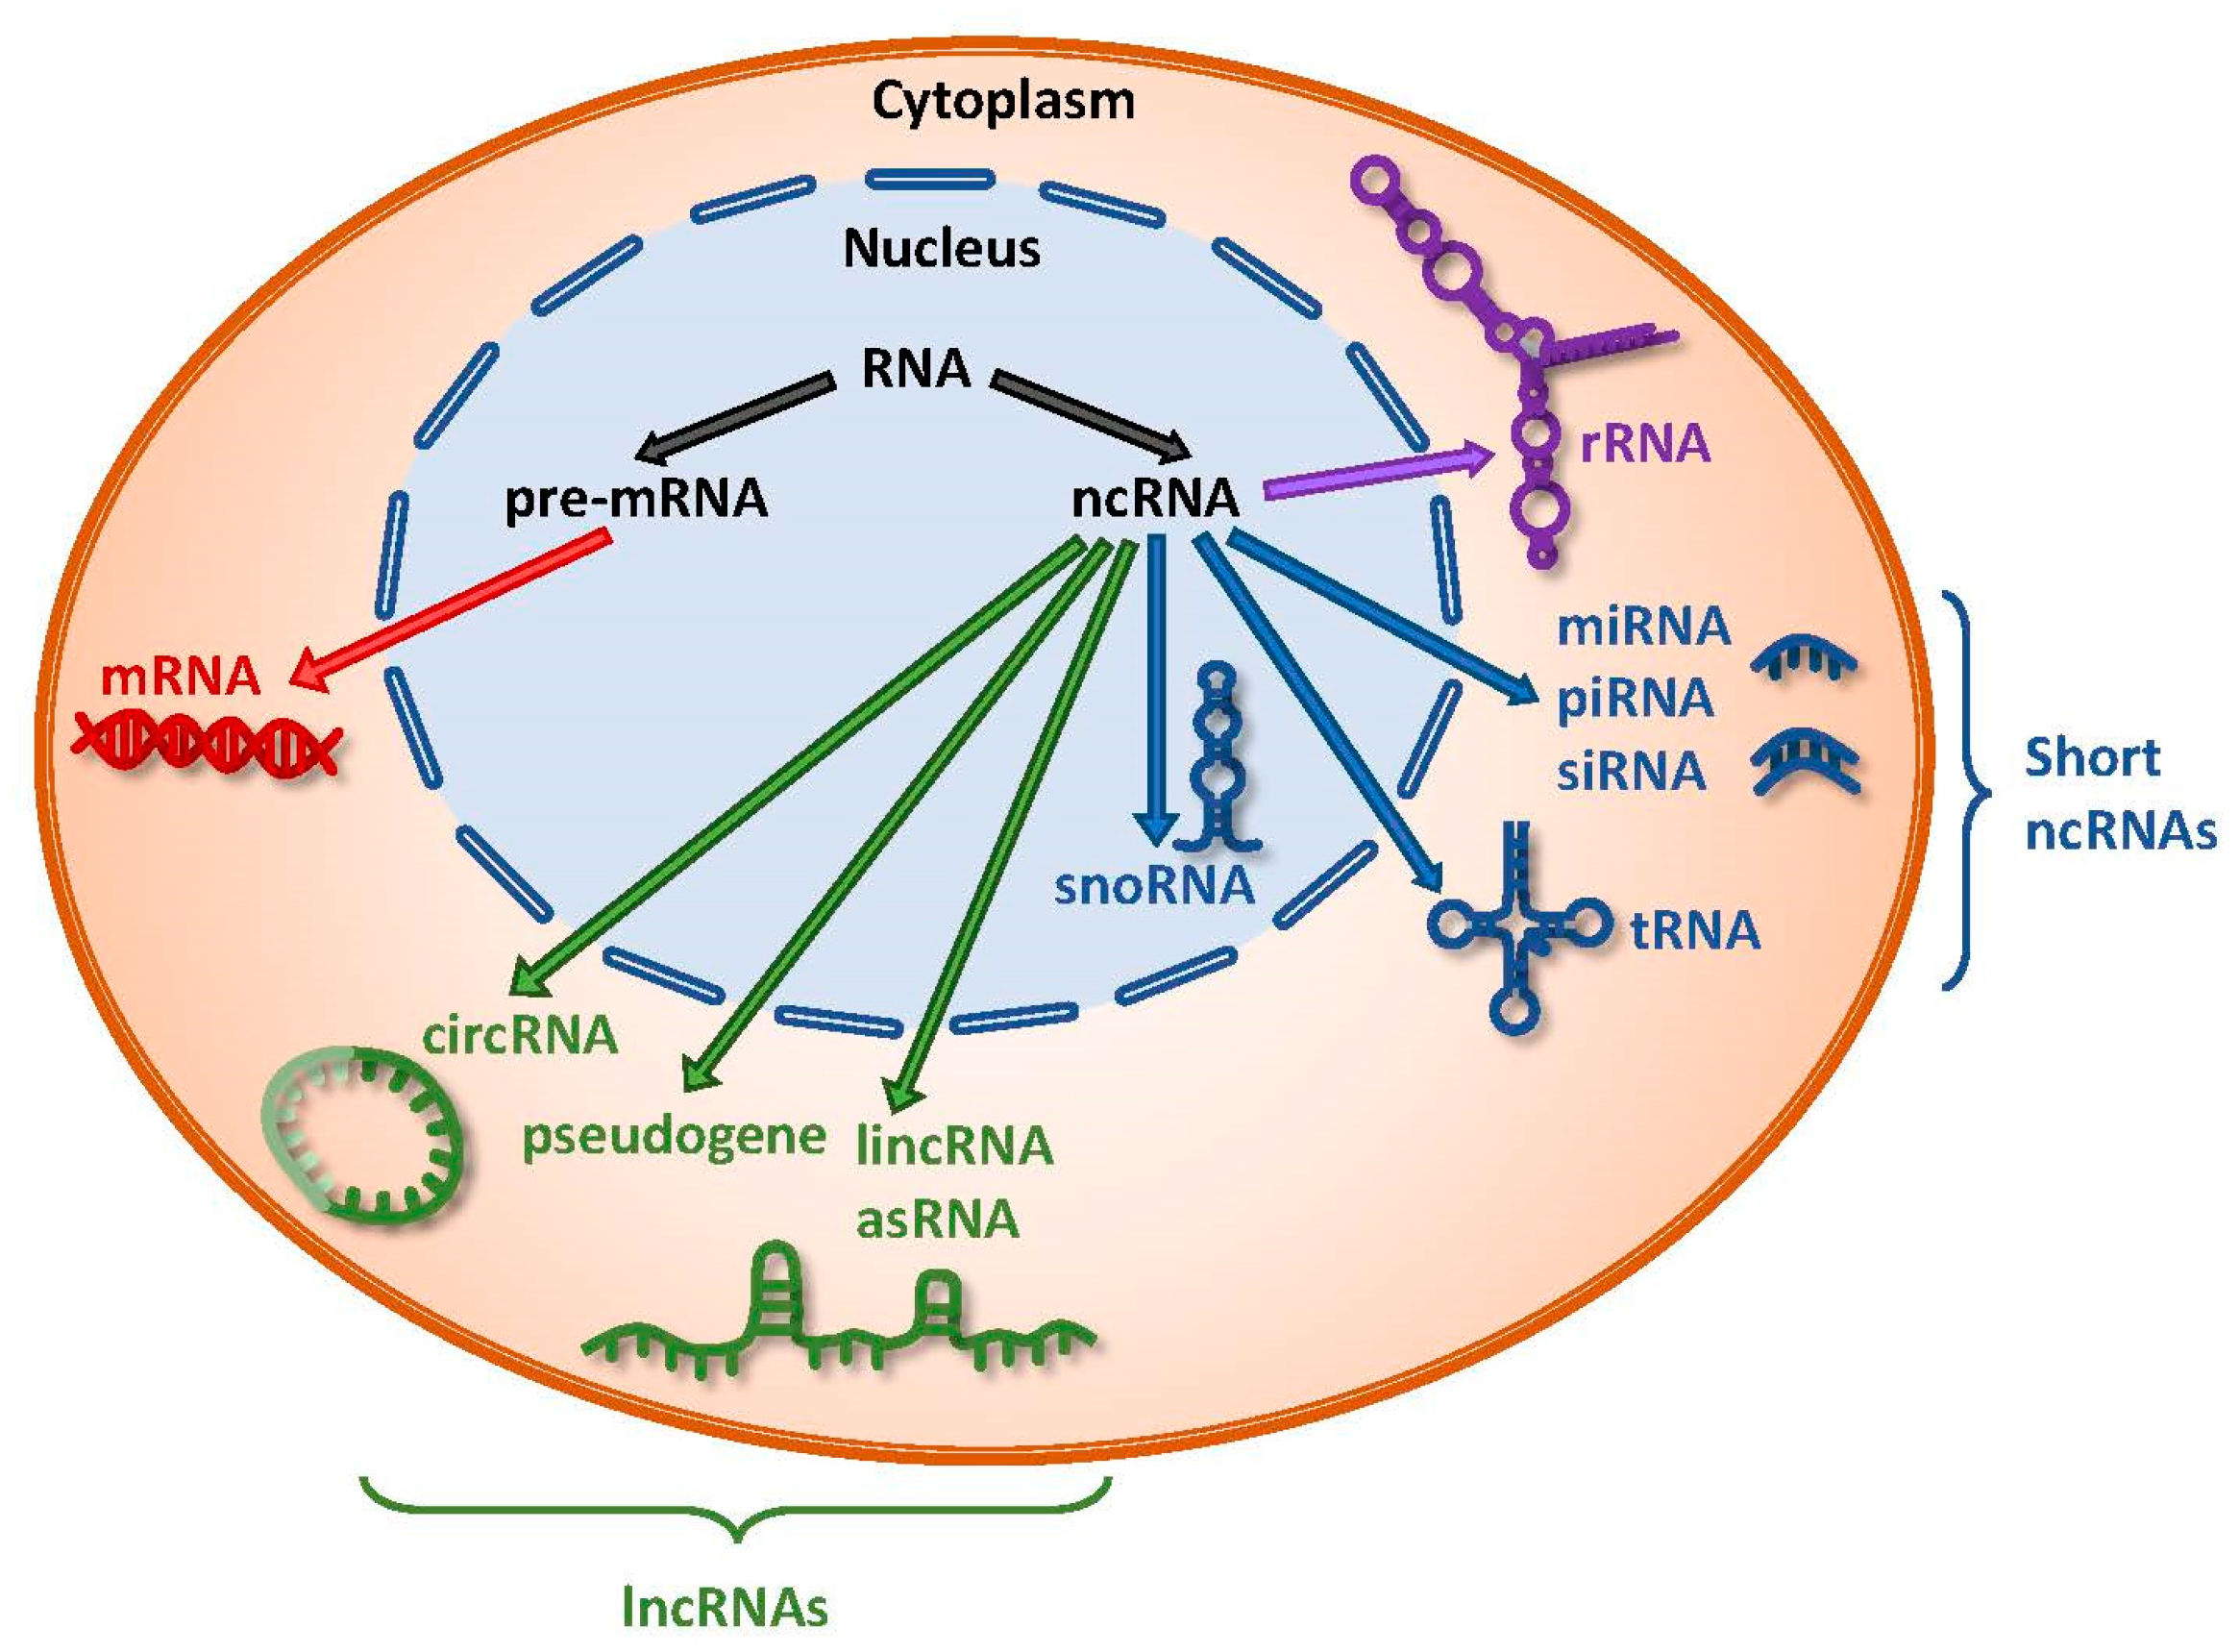 Cytoplasm
Nucleus
RNA
pre-mRNA
ncRNA
rRNA
mRNA
miRNA
piRNA
siRNA
Short
ncRNAs
snoRNA
tRNA
circRNA
pseudogene
lincRNA
asRNA
lncRNAs